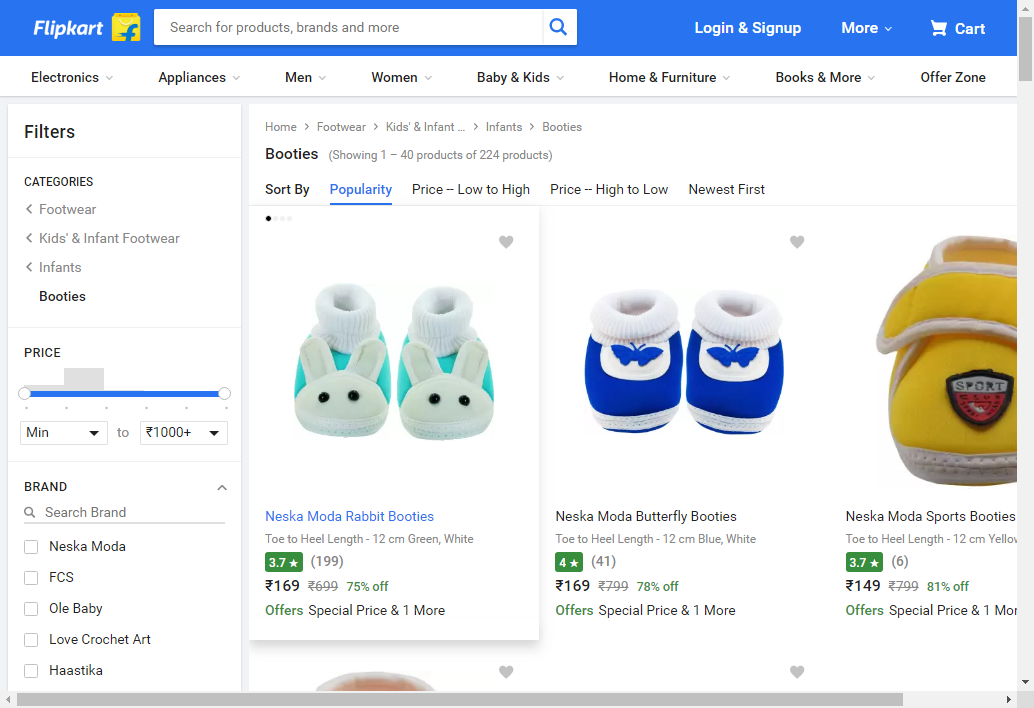 Flipkart
Search for products, brands and more
Login & Signup
More
Cart
Electronics
Appliances
Men
Women
Baby & Kids
Home & Furniture
Books & More
Offer Zone
Filters
CATEGORIES
Footwear
Kids' & Infant Footwear
Infants
Booties
PRICE
Min
to
₹1000+
BRAND
Search Brand
Neska Moda
FCS
Ole Baby
Love Crochet Art
Haastika
Home > Footwear > Kids' & Infant ... > Infants > Booties
Booties (Showing 1 – 40 products of 224 products)
Sort By Popularity Price -- Low to High Price -- High to Low Newest First
Neska Moda Rabbit Booties
Toe to Heel Length - 12 cm Green, White
3.7 ★ (199)
₹169 ₹699 75% off
Offers Special Price & 1 More
Neska Moda Butterfly Booties
Toe to Heel Length - 12 cm Blue, White
4 ★ (41)
₹169 ₹799 78% off
Offers Special Price & 1 More
SPORT
CLUB
Neska Moda Sports Booties
Toe to Heel Length - 12 cm Yellow
3.7 ★ (6)
₹149 ₹799 81% off
Offers Special Price & 1 Mor